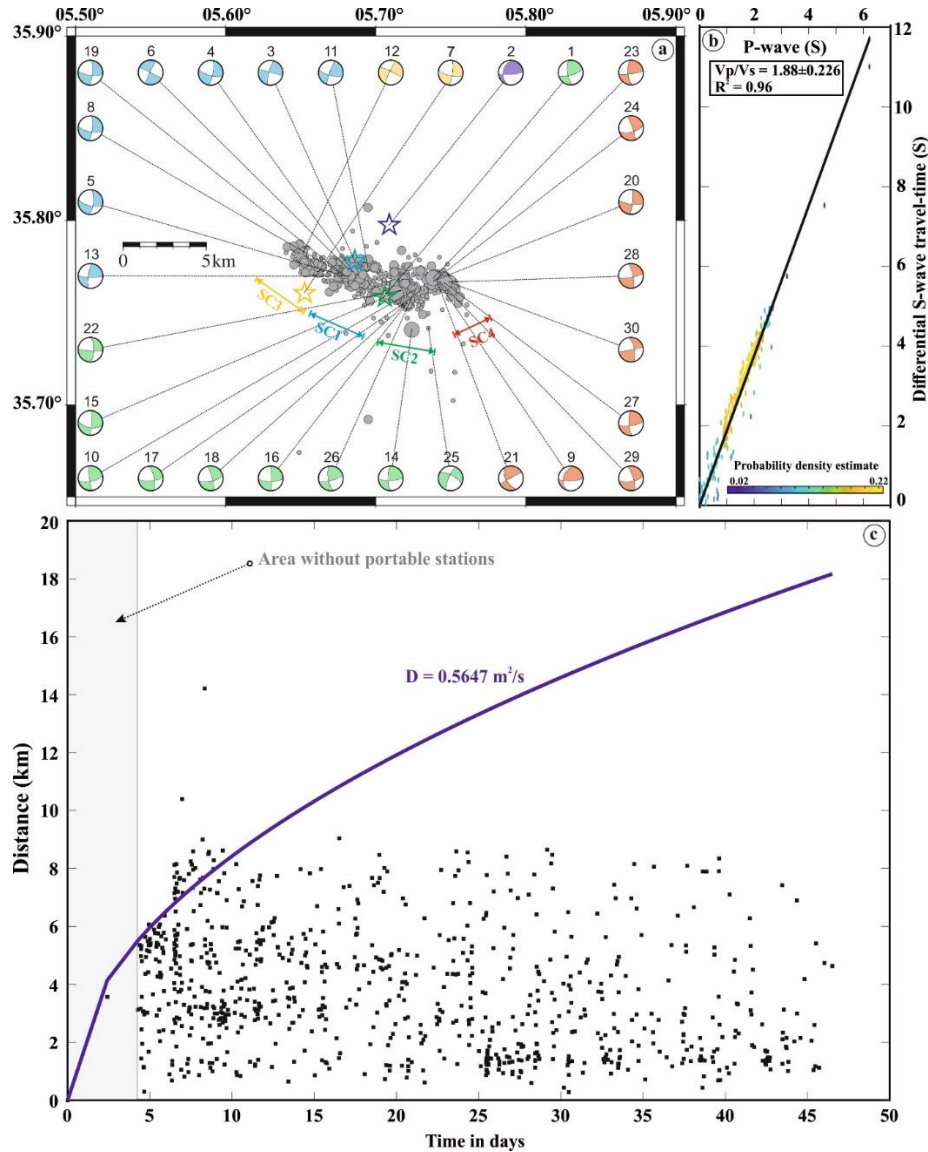 05.50° 05.60° 05.70° 05.80° 05.90°
35.90°
35.80°
35.70°
a
19 6 4 3 11 12 7 2 1 23
8
5
13
22
15
24
20
28
30
27
10 17 18 16 26 14 25 21 9 29
0 5km
SC3
SC1
SC2
SC4
0 2 4 6
b
P-wave (S)
Vp/Vs = 1.88±0.226
R² = 0.96
12
10
8
6
4
2
0
Differential S-wave travel-time (S)
Probability density estimate
0.02 0.22
c
20
18
16
14
12
10
8
6
4
2
0
Distance (km)
Area without portable stations
D = 0.5647 m²/s
0 5 10 15 20 25 30 35 40 45 50
Time in days